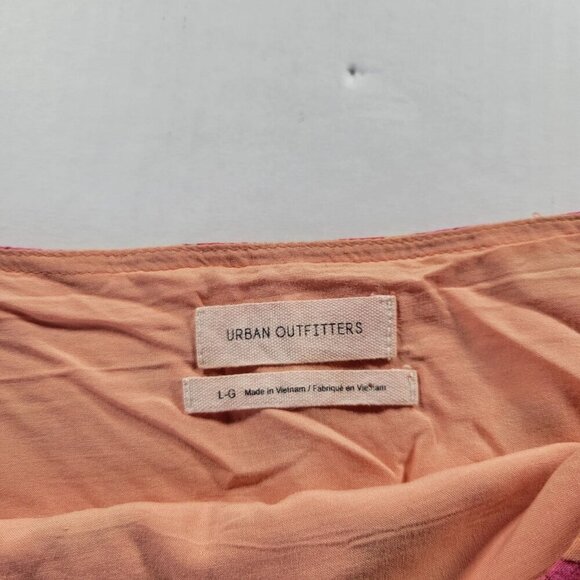 URBAN OUTFITTERS
L-G Made in Vietnam / Fabriqué en Vietnam